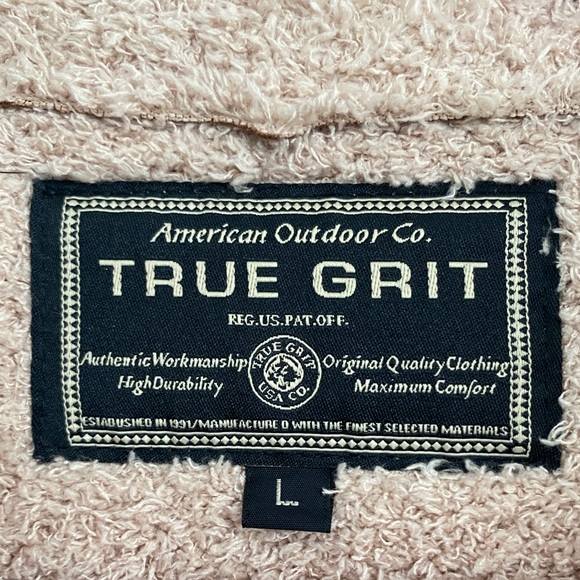 American Outdoor Co.
TRUE GRIT
REG.US.PAT.OFF.
Authentic Workmanship
High Durability
TRUE GRIT
USA CO.
Original Quality Clothing
Maximum Comfort
ESTABLISHED IN 1991/MANUFACTURE D WITH THE FINEST SELECTED MATERIALS
L